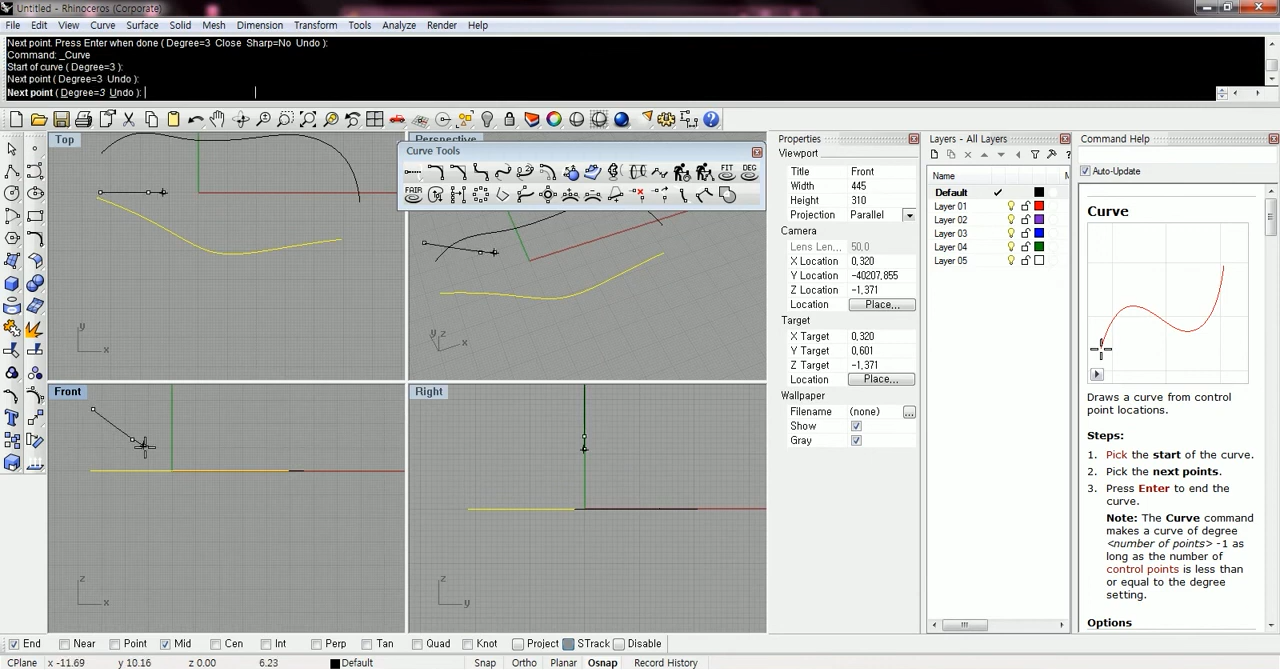 Untitled - Rhinoceros (Corporate)
File Edit View Curve Surface Solid Mesh Dimension Transform Tools Analyze Render Help
Next point. Press Enter when done ( Degree=3 Close Sharp=No Undo ):
Command: _Curve
Start of curve ( Degree=3 ):
Next point ( Degree=3 Undo ):
Next point ( Degree=3 Undo ):
Top
Perspective
Curve Tools
FIT DEG
FAIR
y
x
z
y
x
Front
Right
z
x
z
y
Properties
Viewport
Title Front
Width 445
Height 310
Projection Parallel
Camera
Lens Len... 50,0
X Location 0,320
Y Location -40207,855
Z Location -1,371
Location Place...
Target
X Target 0,320
Y Target 0,601
Z Target -1,371
Location Place...
Wallpaper
Filename (none) ...
Show
Gray
Layers - All Layers
Name M
Default
Layer 01
Layer 02
Layer 03
Layer 04
Layer 05
Command Help
Auto-Update
Curve
Draws a curve from control
point locations.
Steps:
1. Pick the start of the curve.
2. Pick the next points.
3. Press Enter to end the
curve.
Note: The Curve command
makes a curve of degree
<number of points> -1 as
long as the number of
control points is less than
or equal to the degree
setting.
Options
End Near Point Mid Cen Int Perp Tan Quad Knot Project STrack Disable
CPlane x -11.69 y 10.16 z 0.00 6.23 Default Snap Ortho Planar Osnap Record History